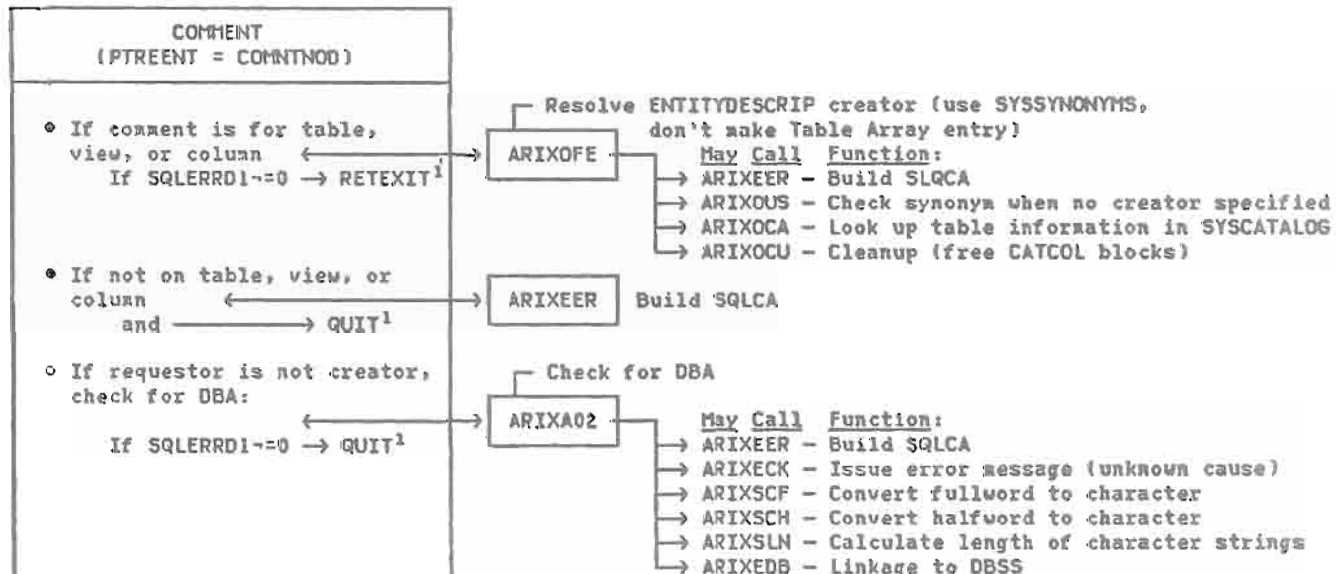 COMMENT
(PTREENT = COMNTNOD)
Resolve ENTITYDESCRIP creator (use SYSSYNONYMS,
don't make Table Array entry)
• If comment is for table,
view, or column
If SQLERRD1¬=0 → RETEXIT¹
ARIXOFE
May Call Function:
ARIXEER – Build SLQCA
ARIXOUS – Check synonym when no creator specified
ARIXOCA – Look up table information in SYSCATALOG
ARIXOCU – Cleanup (free CATCOL blocks)
• If not on table, view, or
column
and → QUIT¹
ARIXEER Build SQLCA
○ If requestor is not creator,
check for DBA:
If SQLERRD1¬=0 → QUIT¹
Check for DBA
ARIXA02
May Call Function:
ARIXEER – Build SQLCA
ARIXECK – Issue error message (unknown cause)
ARIXSCF – Convert fullword to character
ARIXSCH – Convert halfword to character
ARIXSLN – Calculate length of character strings
ARIXEDB – Linkage to DBSS